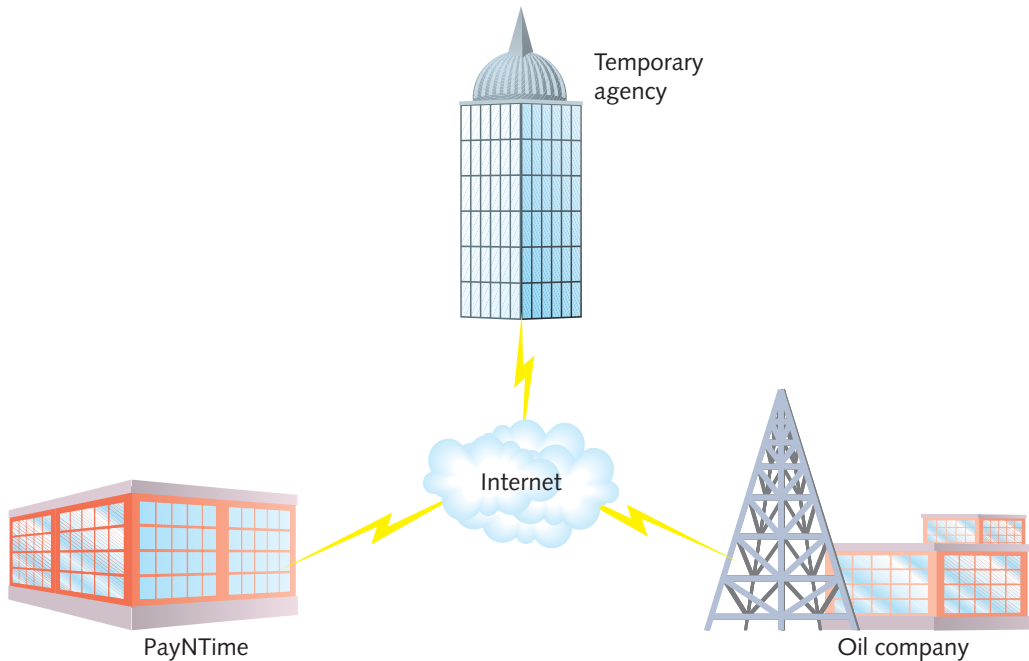 Temporary
agency
Internet
PayNTime
Oil company